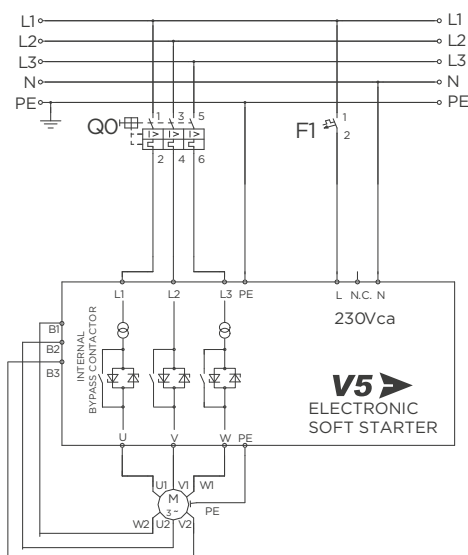 L1 L1
L2 L2
L3 L3
N N
PE PE
Q0 1 3 5 F1 1
I> I> I>
2 4 6 2
L1 L2 L3 PE L N.C. N
230Vca
B1
B2
B3
INTERNAL
BYPASS CONTACTOR
V5
ELECTRONIC
SOFT STARTER
U V W PE
U1 V1 W1
M
3~
PE
W2 U2 V2